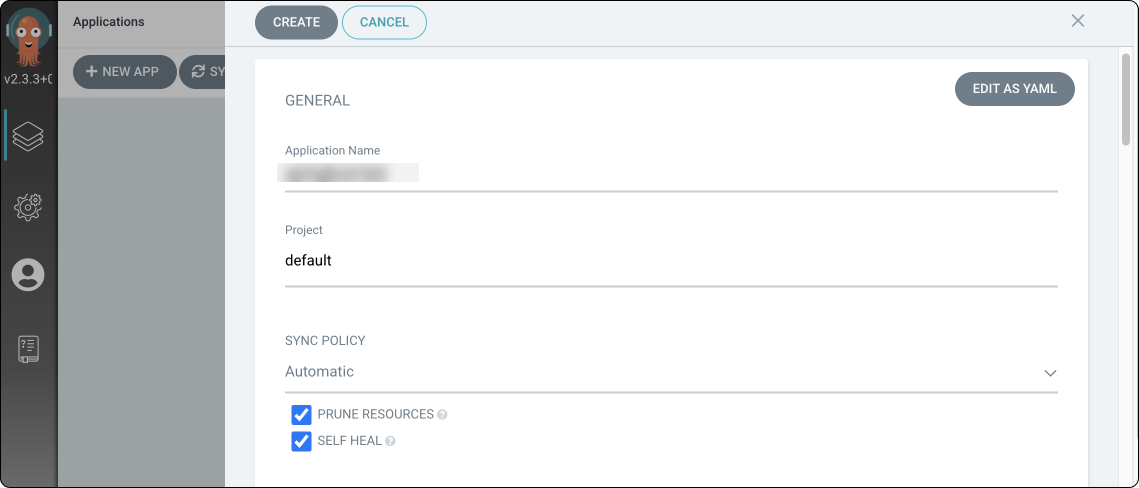 Applications
CREATE
CANCEL
v2.3.3+0
NEW APP
SY
EDIT AS YAML
GENERAL
Application Name
Project
default
SYNC POLICY
Automatic
PRUNE RESOURCES
SELF HEAL